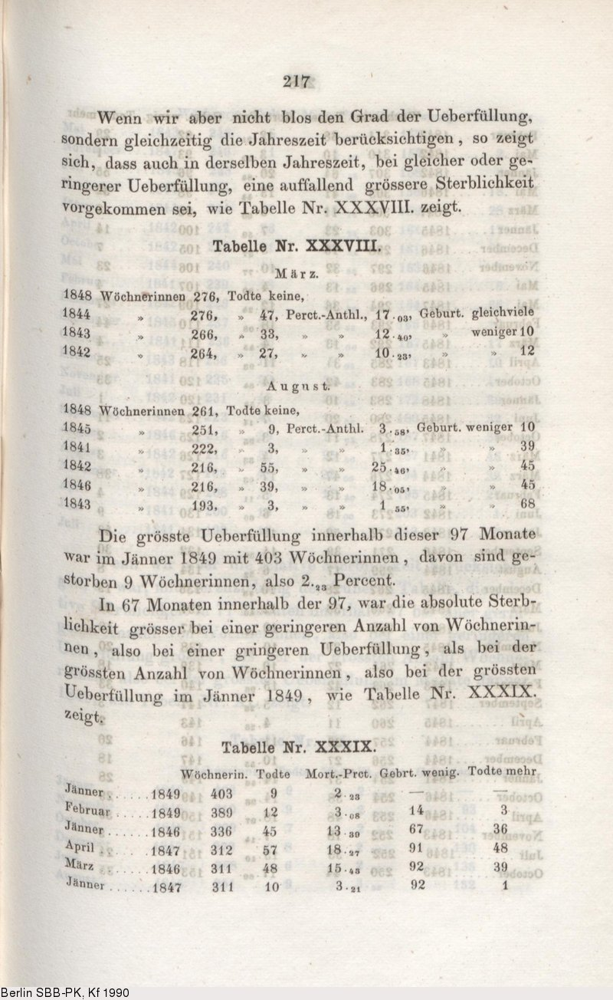 217
Wenn wir aber nicht blos den Grad der Ueberfüllung,
sondern gleichzeitig die Jahreszeit berücksichtigen, so zeigt
sich, dass auch in derselben Jahreszeit, bei gleicher oder ge-
ringerer Ueberfüllung, eine auffallend grössere Sterblichkeit
vorgekommen sei, wie Tabelle Nr. XXXVIII. zeigt.
Tabelle Nr. XXXVIII.
März.
1848 Wöchnerinnen 276, Todte keine,
1844 » 276, » 47, Perct.-Anthl., 17.03, Geburt. gleichviele
1843 » 266, » 33, » » 12.40, » weniger 10
1842 » 264, » 27, » » 10.23, » » 12
August.
1848 Wöchnerinnen 261, Todte keine,
1845 » 251, » 9, Perct.-Anthl. 3.58, Geburt. weniger 10
1841 » 222, » 3, » » 1.35, » » 39
1842 » 216, » 55, » » 25.46, » » 45
1846 » 216, » 39, » » 18.05, » » 45
1843 » 193, » 3, » » 1 55, » » 68
Die grösste Ueberfüllung innerhalb dieser 97 Monate
war im Jänner 1849 mit 403 Wöchnerinnen, davon sind ge-
storben 9 Wöchnerinnen, also 2.23 Percent.
In 67 Monaten innerhalb der 97, war die absolute Sterb-
lichkeit grösser bei einer geringeren Anzahl von Wöchnerin-
nen, also bei einer gringeren Ueberfüllung, als bei der
grössten Anzahl von Wöchnerinnen, also bei der grössten
Ueberfüllung im Jänner 1849, wie Tabelle Nr. XXXIX.
zeigt.
Tabelle Nr. XXXIX.
Wöchnerin. Todte Mort.-Prct. Gebrt. wenig. Todte mehr
Jänner . . . . . . 1849 403 9 2.23 — —
Februar . . . . . 1849 389 12 3.08 14 3
Jänner . . . . . . 1846 336 45 13.39 67 36
April . . . . . . 1847 312 57 18.27 91 48
März . . . . . . 1846 311 48 15.43 92 39
Jänner . . . . . . 1847 311 10 3.21 92 1
Berlin SBB-PK, Kf 1990